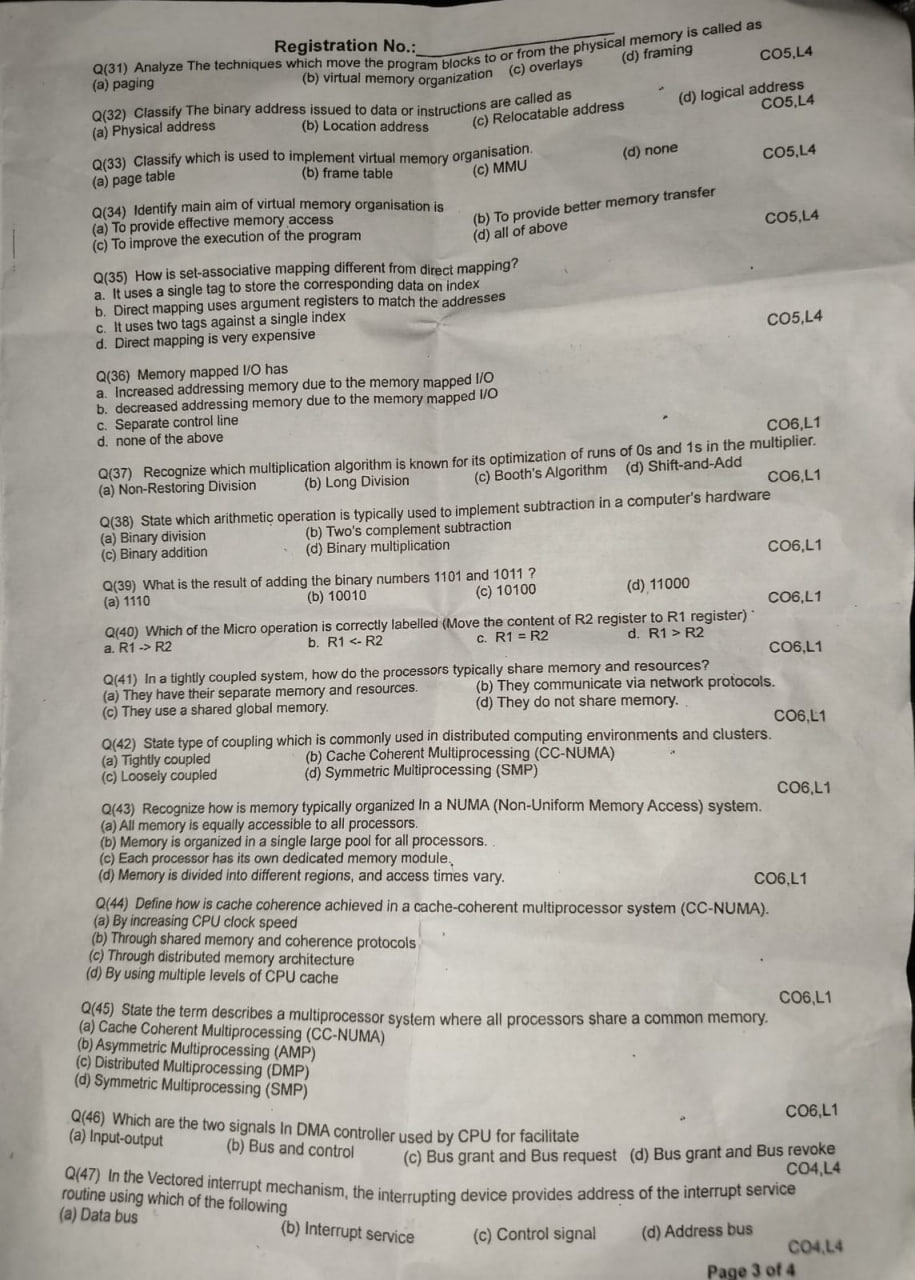 Registration No.:
Q(31) Analyze The techniques which move the program blocks to or from the physical memory is called as
(a) paging (b) virtual memory organization (c) overlays (d) framing CO5,L4
Q(32) Classify The binary address issued to data or instructions are called as
(a) Physical address (b) Location address (c) Relocatable address (d) logical address
CO5,L4
Q(33) Classify which is used to implement virtual memory organisation.
(a) page table (b) frame table (c) MMU (d) none CO5,L4
Q(34) Identify main aim of virtual memory organisation is
(a) To provide effective memory access (b) To provide better memory transfer
(c) To improve the execution of the program (d) all of above CO5,L4
Q(35) How is set-associative mapping different from direct mapping?
a. It uses a single tag to store the corresponding data on index
b. Direct mapping uses argument registers to match the addresses
c. It uses two tags against a single index
d. Direct mapping is very expensive CO5,L4
Q(36) Memory mapped I/O has
a. Increased addressing memory due to the memory mapped I/O
b. decreased addressing memory due to the memory mapped I/O
c. Separate control line
d. none of the above CO6,L1
Q(37) Recognize which multiplication algorithm is known for its optimization of runs of 0s and 1s in the multiplier.
(a) Non-Restoring Division (b) Long Division (c) Booth's Algorithm (d) Shift-and-Add CO6,L1
Q(38) State which arithmetic operation is typically used to implement subtraction in a computer's hardware
(a) Binary division (b) Two's complement subtraction
(c) Binary addition (d) Binary multiplication CO6,L1
Q(39) What is the result of adding the binary numbers 1101 and 1011 ?
(a) 1110 (b) 10010 (c) 10100 (d) 11000 CO6,L1
Q(40) Which of the Micro operation is correctly labelled (Move the content of R2 register to R1 register)
a. R1 -> R2 b. R1 <- R2 c. R1 = R2 d. R1 > R2 CO6,L1
Q(41) In a tightly coupled system, how do the processors typically share memory and resources?
(a) They have their separate memory and resources. (b) They communicate via network protocols.
(c) They use a shared global memory. (d) They do not share memory.
CO6,L1
Q(42) State type of coupling which is commonly used in distributed computing environments and clusters.
(a) Tightly coupled (b) Cache Coherent Multiprocessing (CC-NUMA)
(c) Loosely coupled (d) Symmetric Multiprocessing (SMP)
CO6,L1
Q(43) Recognize how is memory typically organized In a NUMA (Non-Uniform Memory Access) system.
(a) All memory is equally accessible to all processors.
(b) Memory is organized in a single large pool for all processors.
(c) Each processor has its own dedicated memory module.
(d) Memory is divided into different regions, and access times vary. CO6,L1
Q(44) Define how is cache coherence achieved in a cache-coherent multiprocessor system (CC-NUMA).
(a) By increasing CPU clock speed
(b) Through shared memory and coherence protocols
(c) Through distributed memory architecture
(d) By using multiple levels of CPU cache
CO6,L1
Q(45) State the term describes a multiprocessor system where all processors share a common memory.
(a) Cache Coherent Multiprocessing (CC-NUMA)
(b) Asymmetric Multiprocessing (AMP)
(c) Distributed Multiprocessing (DMP)
(d) Symmetric Multiprocessing (SMP)
CO6,L1
Q(46) Which are the two signals In DMA controller used by CPU for facilitate
(a) Input-output (b) Bus and control (c) Bus grant and Bus request (d) Bus grant and Bus revoke
CO4,L4
Q(47) In the Vectored interrupt mechanism, the interrupting device provides address of the interrupt service
routine using which of the following
(a) Data bus (b) Interrupt service (c) Control signal (d) Address bus
CO4,L4
Page 3 of 4